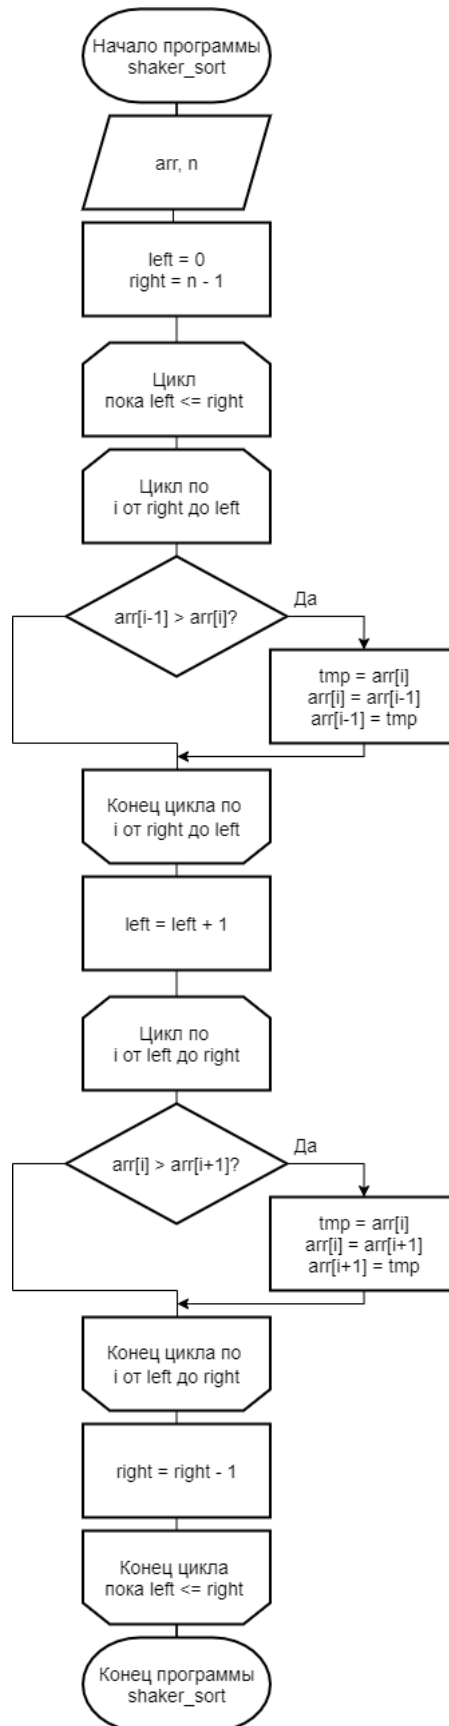 Начало программы
shaker_sort
arr, n
left = 0
right = n - 1
Цикл
пока left <= right
Цикл по
i от right до left
arr[i-1] > arr[i]?
Да
tmp = arr[i]
arr[i] = arr[i-1]
arr[i-1] = tmp
Конец цикла по
i от right до left
left = left + 1
Цикл по
i от left до right
arr[i] > arr[i+1]?
Да
tmp = arr[i]
arr[i] = arr[i+1]
arr[i+1] = tmp
Конец цикла по
i от left до right
right = right - 1
Конец цикла
пока left <= right
Конец программы
shaker_sort